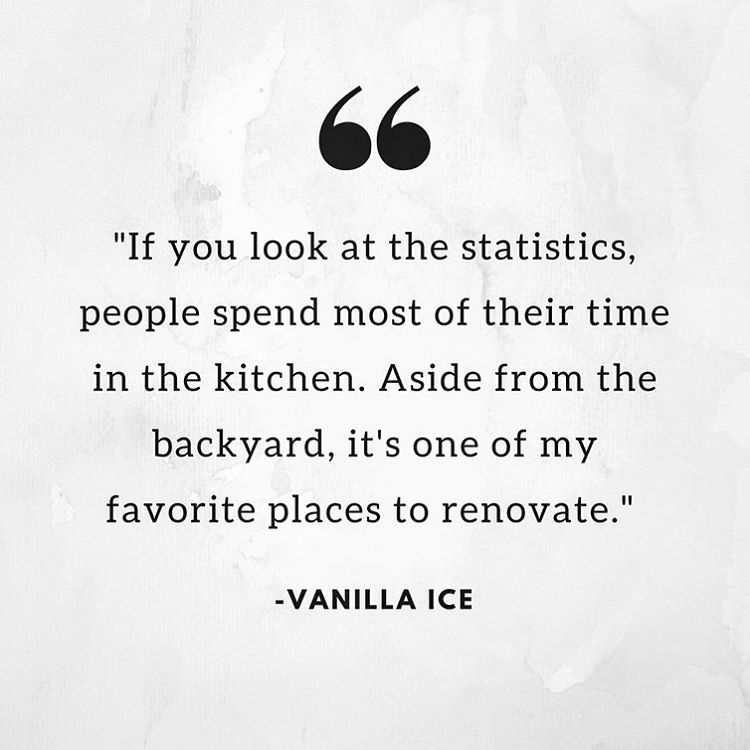 "If you look at the statistics,
people spend most of their time
in the kitchen. Aside from the
backyard, it's one of my
favorite places to renovate."
-VANILLA ICE